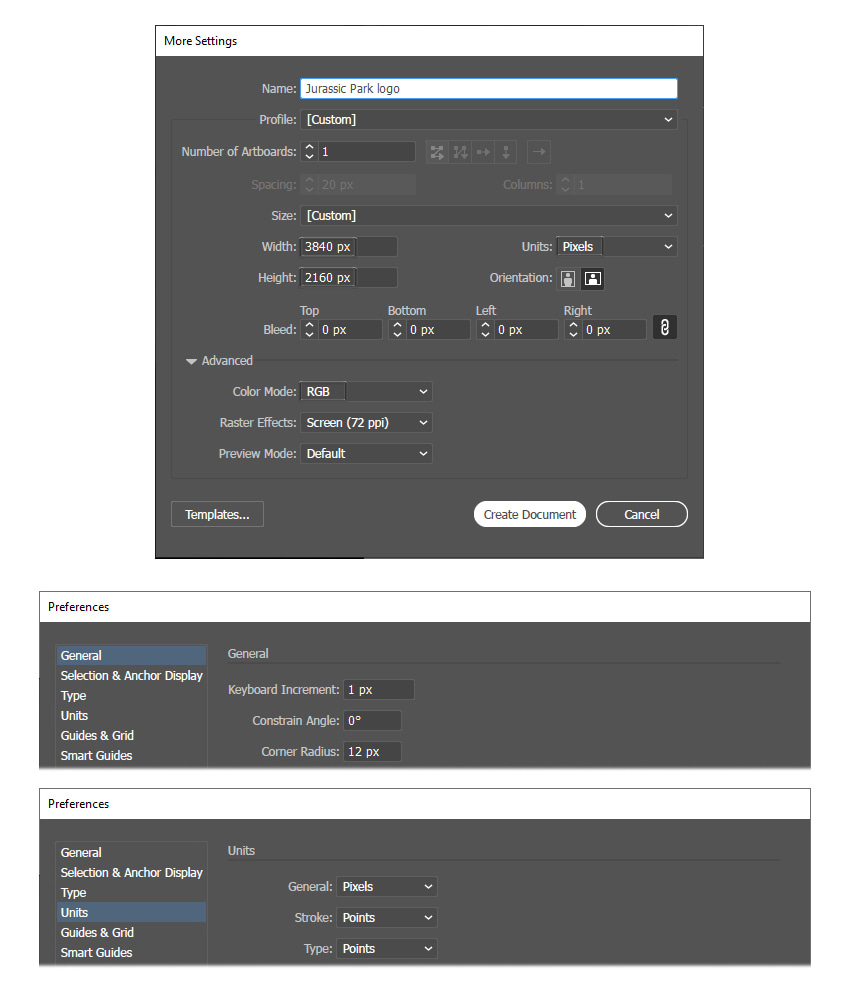 More Settings
Name: Jurassic Park logo
Profile: [Custom]
Number of Artboards: 1
Spacing: 20 px Columns: 1
Size: [Custom]
Width: 3840 px Units: Pixels
Height: 2160 px Orientation:
Top Bottom Left Right
Bleed: 0 px 0 px 0 px 0 px
Advanced
Color Mode: RGB
Raster Effects: Screen (72 ppi)
Preview Mode: Default
Templates... Create Document Cancel
Preferences
General
Selection & Anchor Display
Type
Units
Guides & Grid
Smart Guides
General
Keyboard Increment: 1 px
Constrain Angle: 0°
Corner Radius: 12 px
Preferences
General
Selection & Anchor Display
Type
Units
Guides & Grid
Smart Guides
Units
General: Pixels
Stroke: Points
Type: Points